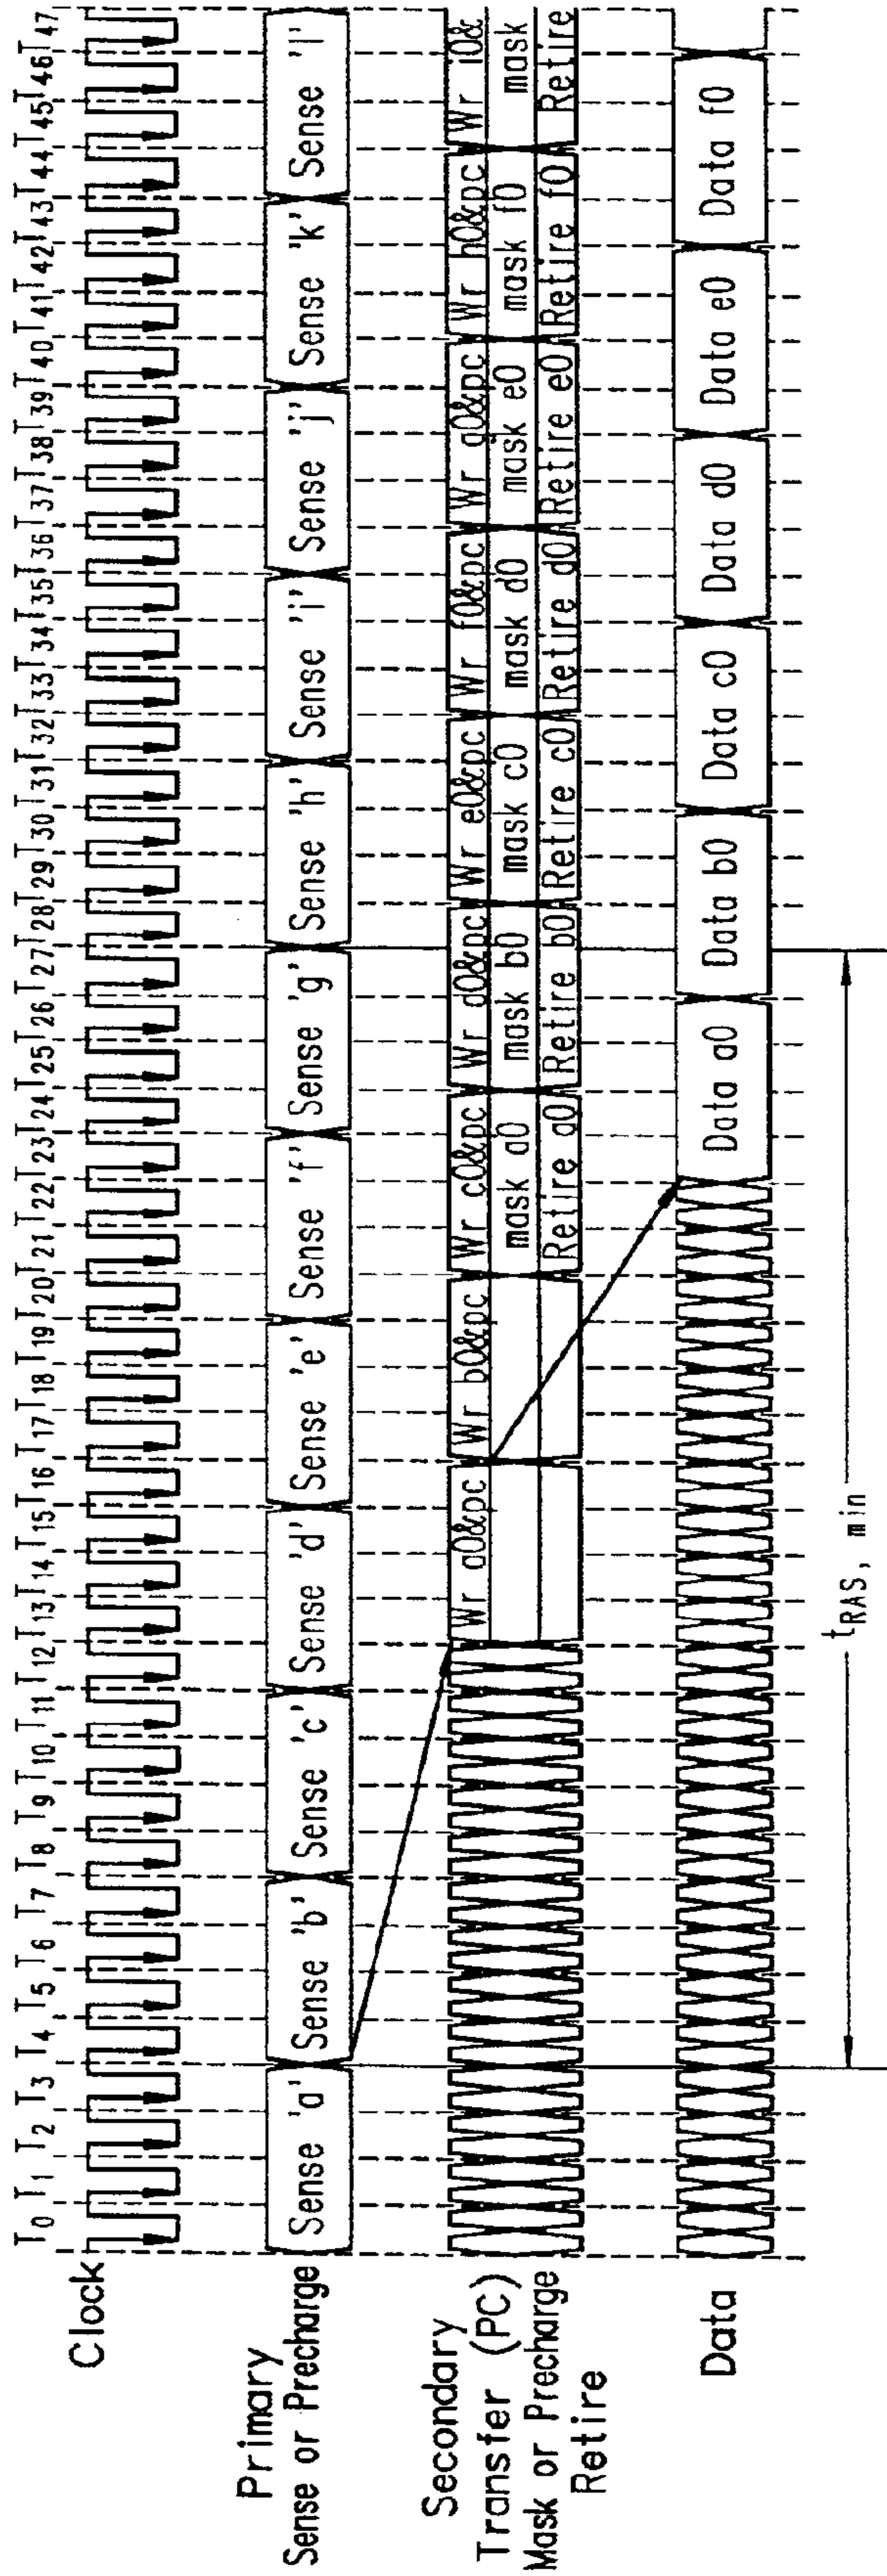 T0 T1 T2 T3 T4 T5 T6 T7 T8 T9 T10 T11 T12 T13 T14 T15 T16 T17 T18 T19 T20 T21 T22 T23 T24 T25 T26 T27 T28 T29 T30 T31 T32 T33 T34 T35 T36 T37 T38 T39 T40 T41 T42 T43 T44 T45 T46 T47
Clock
Primary
Sense or Precharge
Sense 'a' Sense 'b' Sense 'c' Sense 'd' Sense 'e' Sense 'f' Sense 'g' Sense 'h' Sense 'i' Sense 'j' Sense 'k' Sense 'l'
Secondary
Transfer (PC)
Mask or Precharge
Retire
Wr a0&pc Wr b0&pc Wr c0&pc Wr d0&pc Wr e0&pc Wr f0&pc Wr g0&pc Wr h0&pc Wr i0&
mask a0 mask b0 mask c0 mask d0 mask e0 mask f0 mask
Retire a0 Retire b0 Retire c0 Retire d0 Retire e0 Retire f0 Retire
Data
Data a0 Data b0 Data c0 Data d0 Data e0 Data f0
tRAS, min